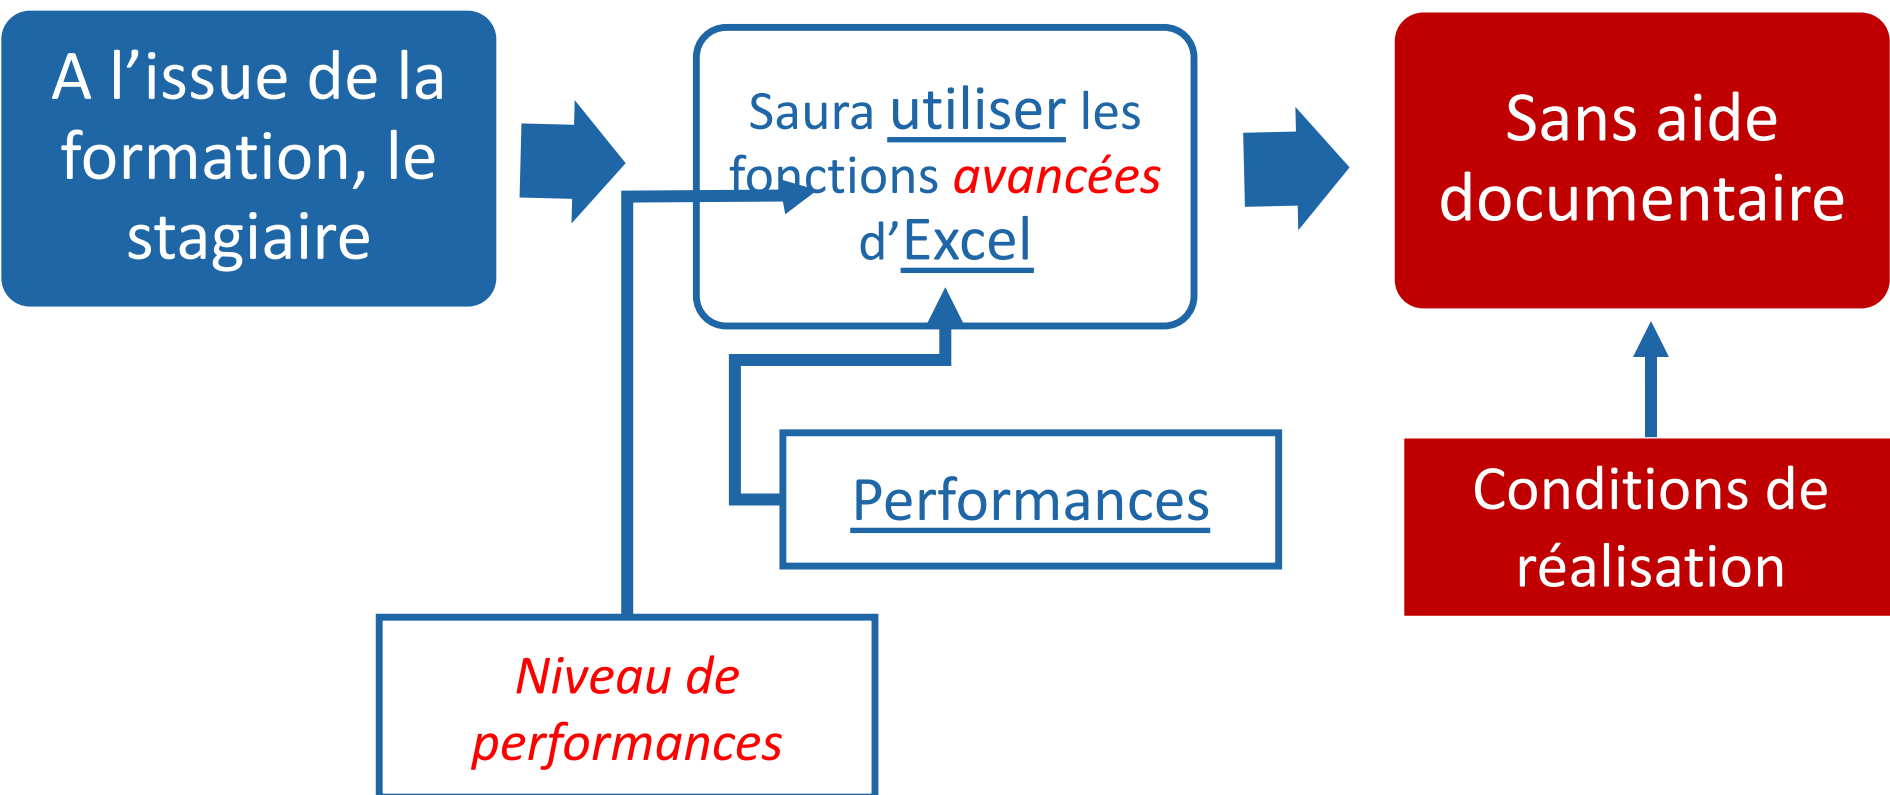 A l’issue de la
formation, le
stagiaire
Saura utiliser les
fonctions avancées
d’Excel
Sans aide
documentaire
Performances
Conditions de
réalisation
Niveau de
performances